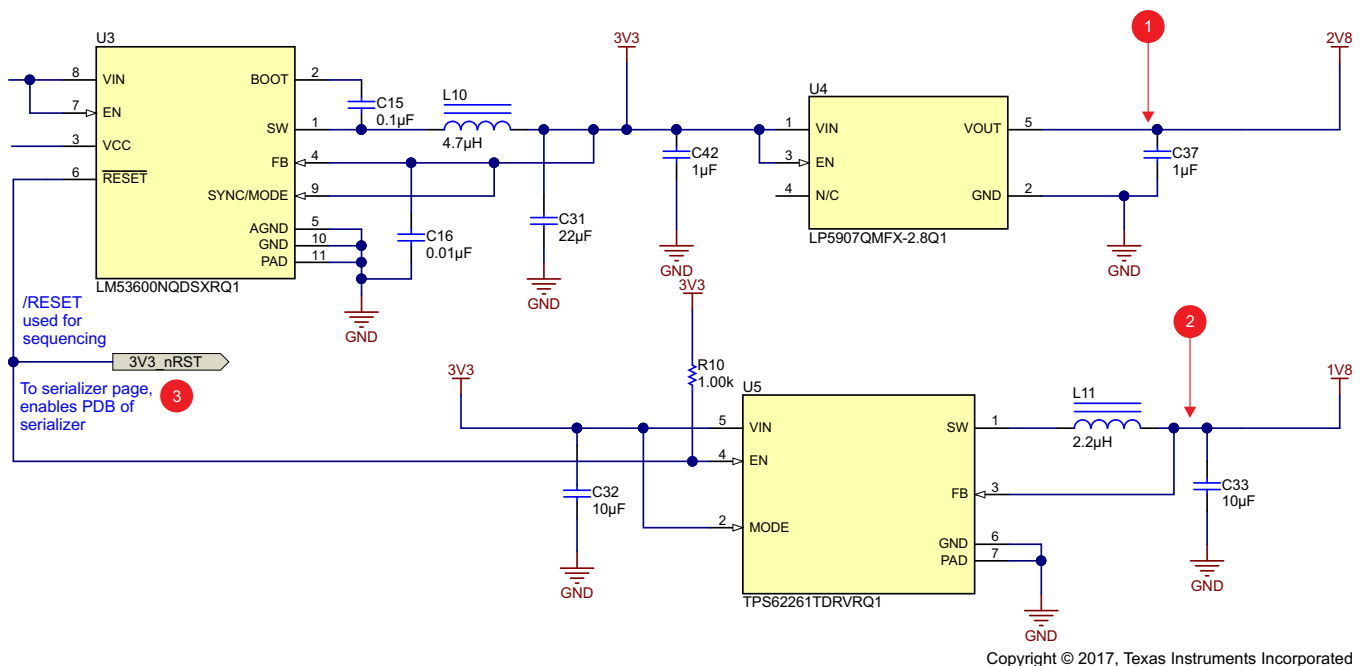 U3
8 VIN
7 EN
3 VCC
6 RESET
BOOT 2
SW 1
FB 4
SYNC/MODE 9
AGND 5
GND 10
PAD 11
LM53600NQDSXRQ1
C15
0.1µF
L10
4.7µH
C16
0.01µF
GND
C31
22µF
GND
3V3
C42
1µF
GND
U4
1 VIN
3 EN
4 N/C
VOUT 5
GND 2
LP5907QMFX-2.8Q1
1
C37
1µF
GND
2V8
/RESET
used for
sequencing
3V3_nRST
To serializer page,
enables PDB of
serializer
3
3V3
C32
10µF
GND
3V3
R10
1.00k
U5
5 VIN
4 EN
2 MODE
SW 1
FB 3
GND 6
PAD 7
TPS62261TDRVRQ1
GND
L11
2.2µH
2
C33
10µF
GND
1V8
Copyright © 2017, Texas Instruments Incorporated